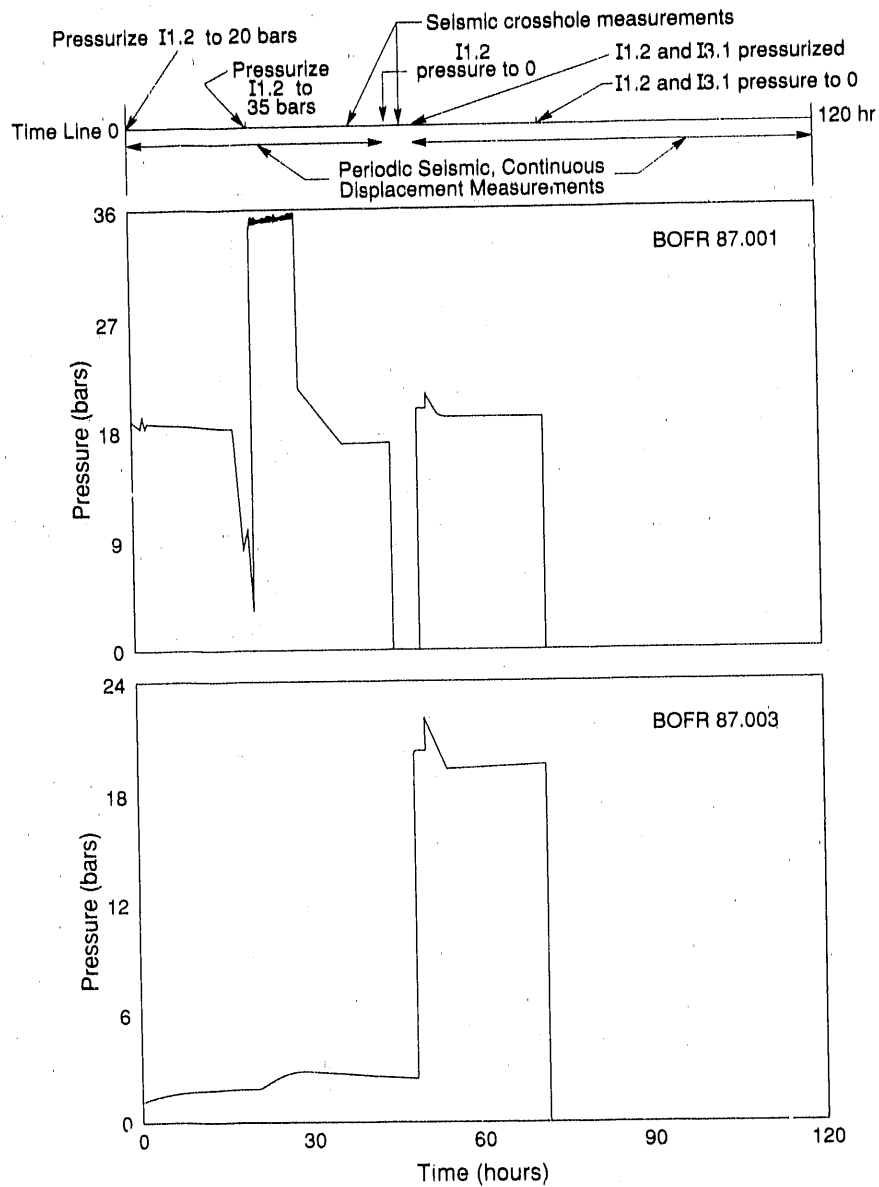 Pressurize I1.2 to 20 bars
Pressurize
I1.2 to
35 bars
Seismic crosshole measurements
I1.2
pressure to 0
I1.2 and I3.1 pressurized
I1.2 and I3.1 pressure to 0
Time Line 0
120 hr
Periodic Seismic, Continuous
Displacement Measurements
36
27
18
9
0
Pressure (bars)
BOFR 87.001
24
18
12
6
0
Pressure (bars)
BOFR 87.003
0
30
60
90
120
Time (hours)